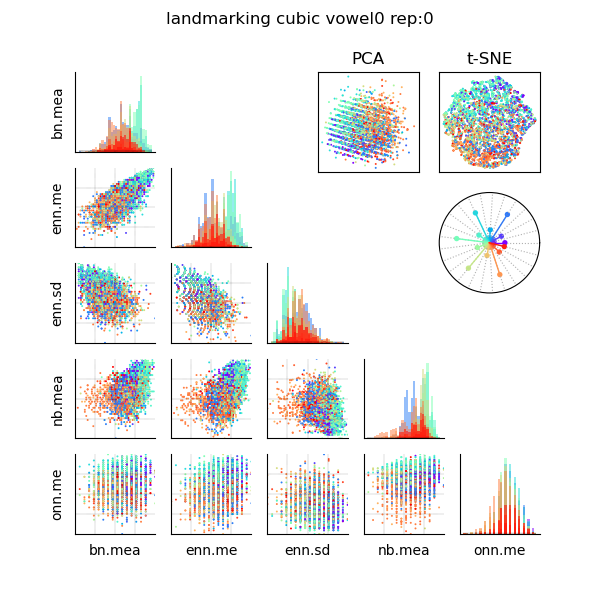 landmarking cubic vowel0 rep:0
PCA
t-SNE
bn.mea
enn.me
enn.sd
nb.mea
onn.me
bn.mea
enn.me
enn.sd
nb.mea
onn.me